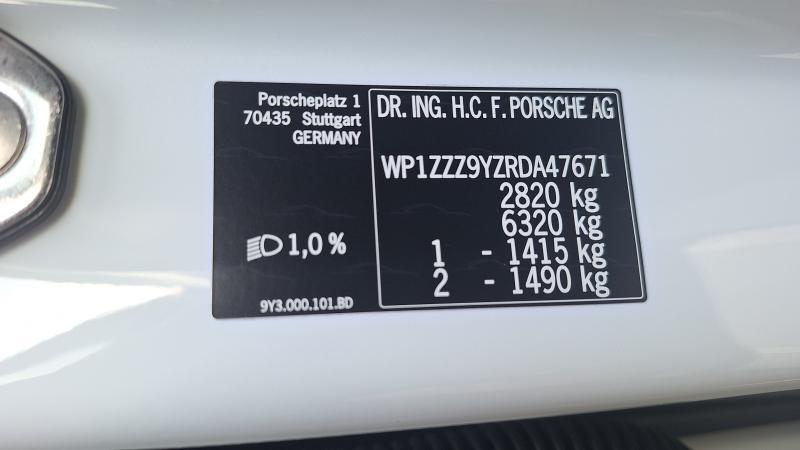 Porscheplatz 1
70435 Stuttgart
GERMANY
1,0 %
9Y3.000.101.BD
DR. ING. H.C. F. PORSCHE AG
WP1ZZZ9YZRDA47671
2820 kg
6320 kg
1 - 1415 kg
2 - 1490 kg